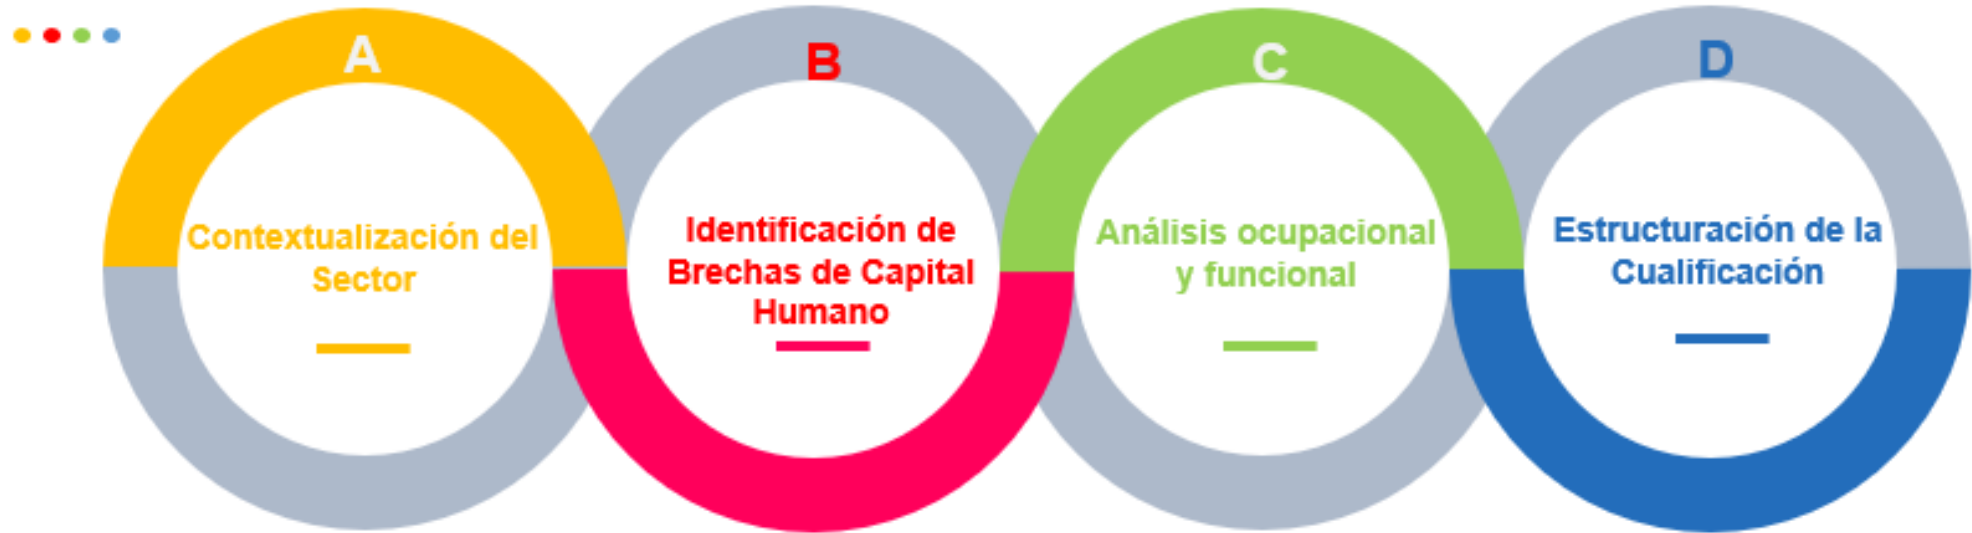 A
Contextualización del
Sector
B
Identificación de
Brechas de Capital
Humano
C
Análisis ocupacional
y funcional
D
Estructuración de la
Cualificación